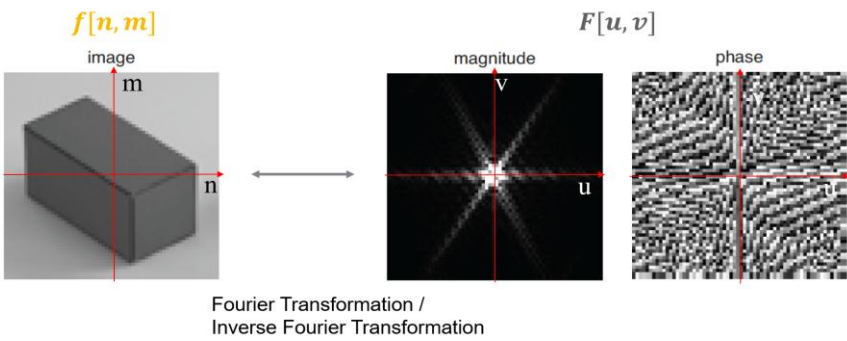 f[n, m]
F[u, v]
image
magnitude
phase
m
n
v
u
v
u
Fourier Transformation /
Inverse Fourier Transformation